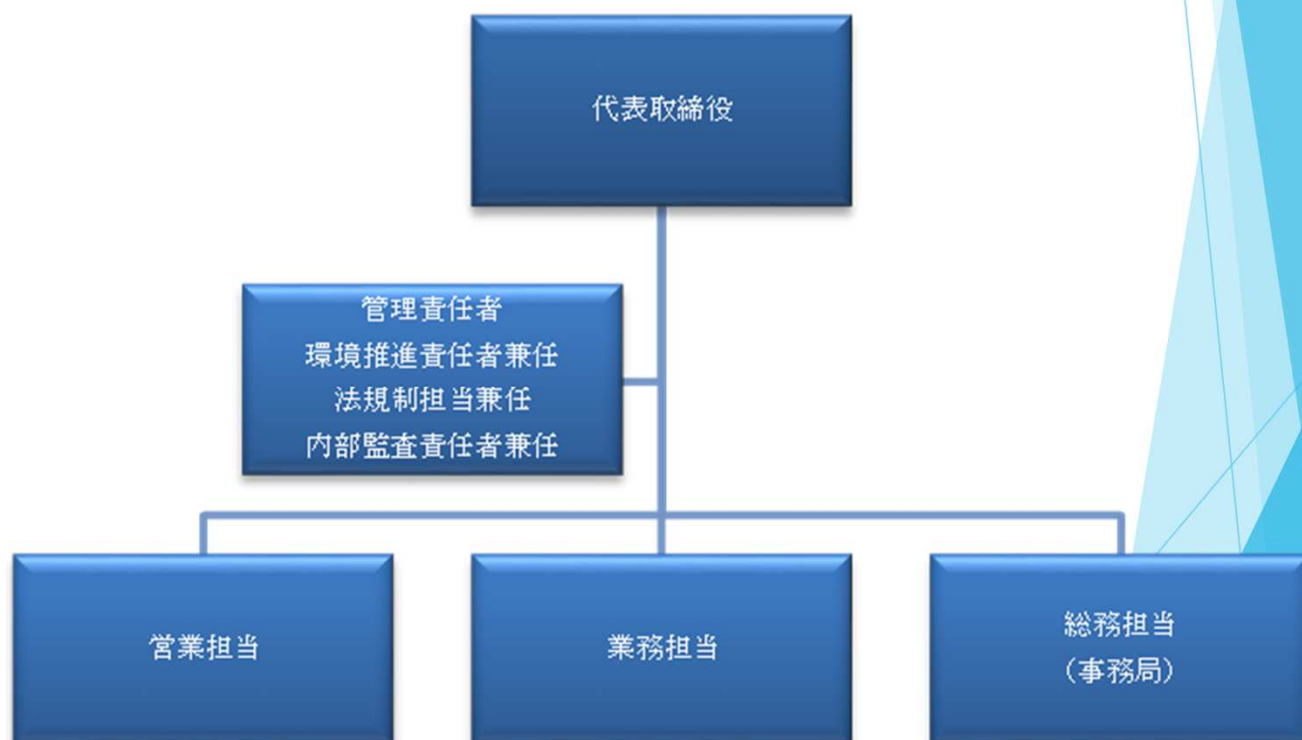 代表取締役
管理責任者
環境推進責任者兼任
法規制担当兼任
内部監査責任者兼任
営業担当
業務担当
総務担当
(事務局)